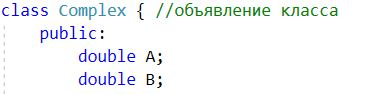 class Complex { //объявление класса
public:
double A;
double B;